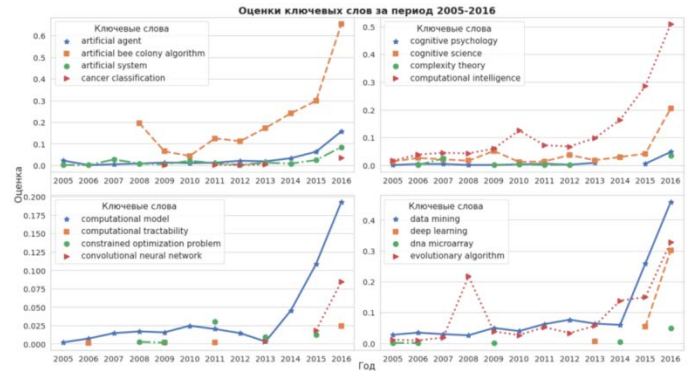 Оценки ключевых слов за период 2005-2016
Ключевые слова
artificial agent
artificial bee colony algorithm
artificial system
cancer classification
0.6
0.5
0.4
0.3
0.2
0.1
0.0
2005 2006 2007 2008 2009 2010 2011 2012 2013 2014 2015 2016
Ключевые слова
cognitive psychology
cognitive science
complexity theory
computational intelligence
0.5
0.4
0.3
0.2
0.1
0.0
2005 2006 2007 2008 2009 2010 2011 2012 2013 2014 2015 2016
Оценка
Ключевые слова
computational model
computational tractability
constrained optimization problem
convolutional neural network
0.200
0.175
0.150
0.125
0.100
0.075
0.050
0.025
0.000
2005 2006 2007 2008 2009 2010 2011 2012 2013 2014 2015 2016
Ключевые слова
data mining
deep learning
dna microarray
evolutionary algorithm
0.4
0.3
0.2
0.1
0.0
2005 2006 2007 2008 2009 2010 2011 2012 2013 2014 2015 2016
Год